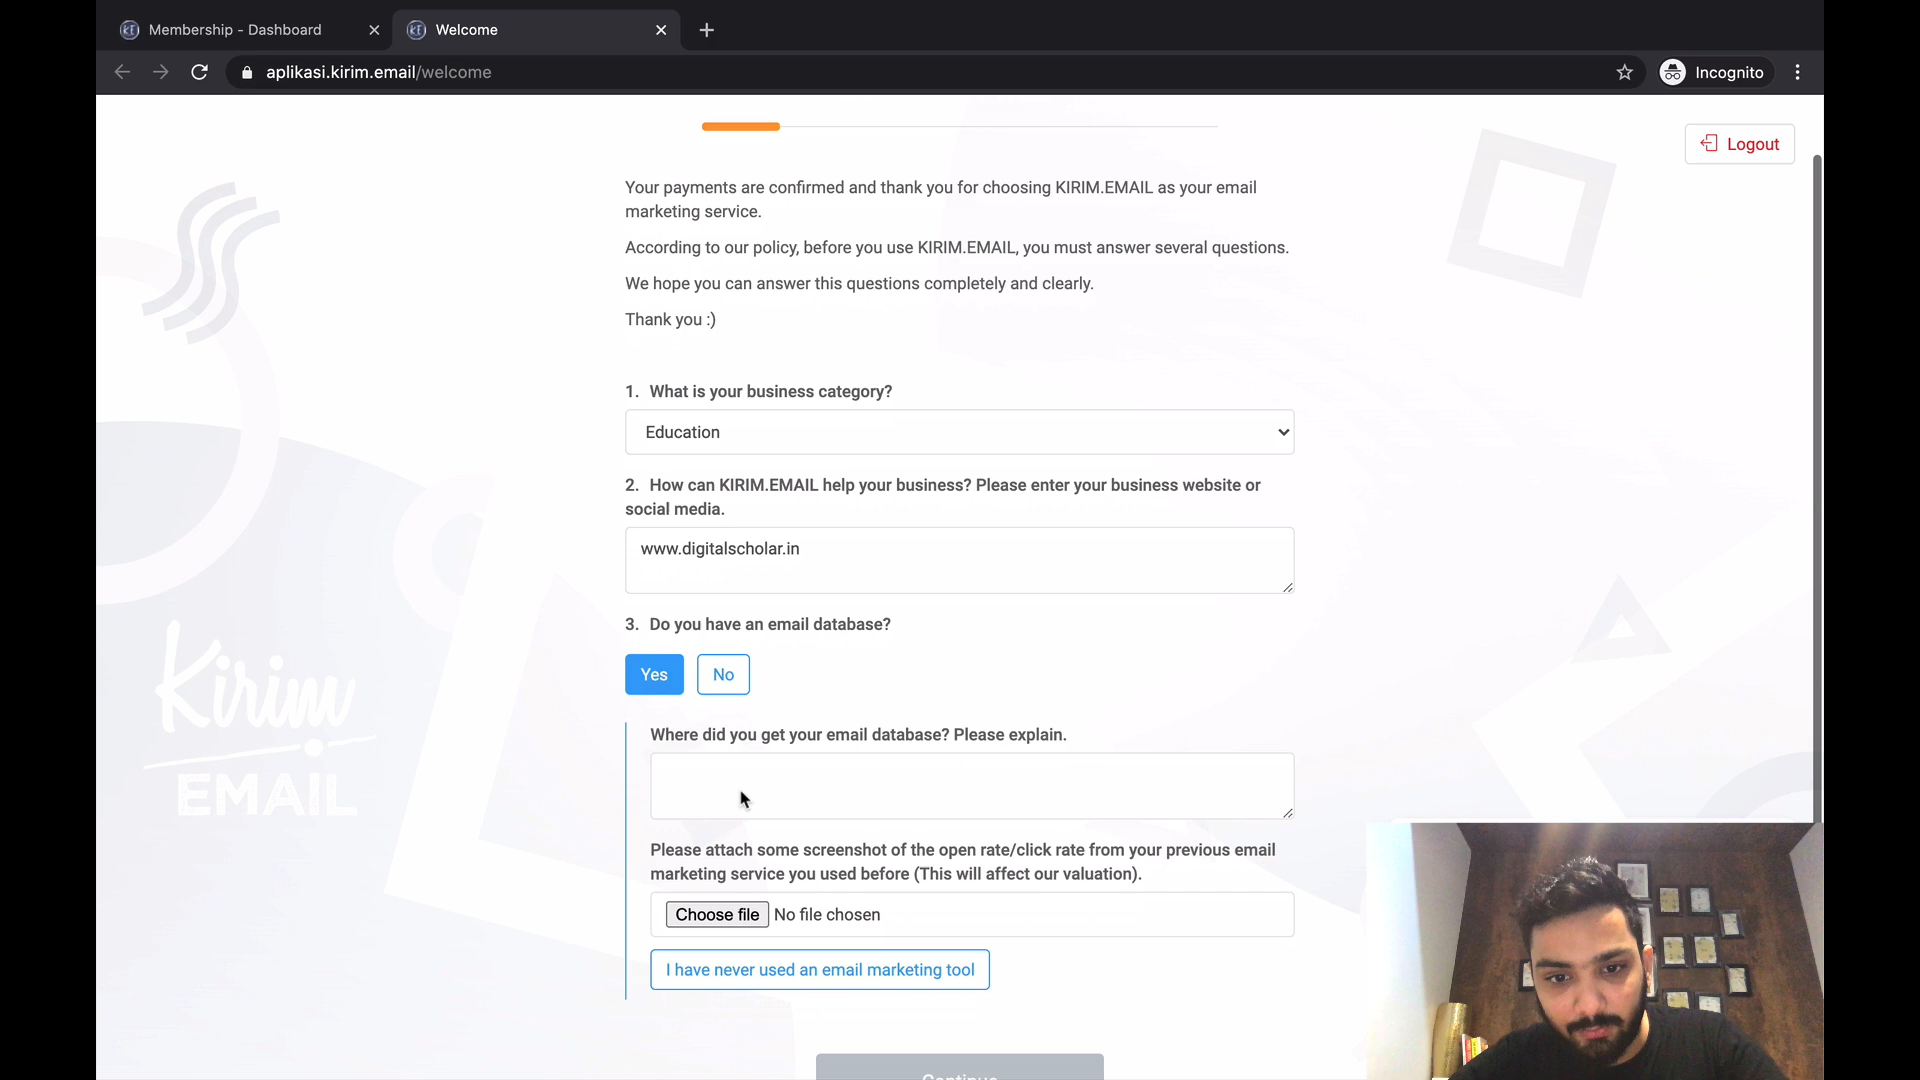 Membership - Dashboard
Welcome
aplikasi.kirim.email/welcome
Incognito
Logout
Your payments are confirmed and thank you for choosing KIRIM.EMAIL as your email
marketing service.
According to our policy, before you use KIRIM.EMAIL, you must answer several questions.
We hope you can answer this questions completely and clearly.
Thank you :)
1. What is your business category?
Education
2. How can KIRIM.EMAIL help your business? Please enter your business website or
social media.
www.digitalscholar.in
3. Do you have an email database?
Yes
No
Where did you get your email database? Please explain.
Please attach some screenshot of the open rate/click rate from your previous email
marketing service you used before (This will affect our valuation).
Choose file No file chosen
I have never used an email marketing tool
Continue
Kirim
EMAIL